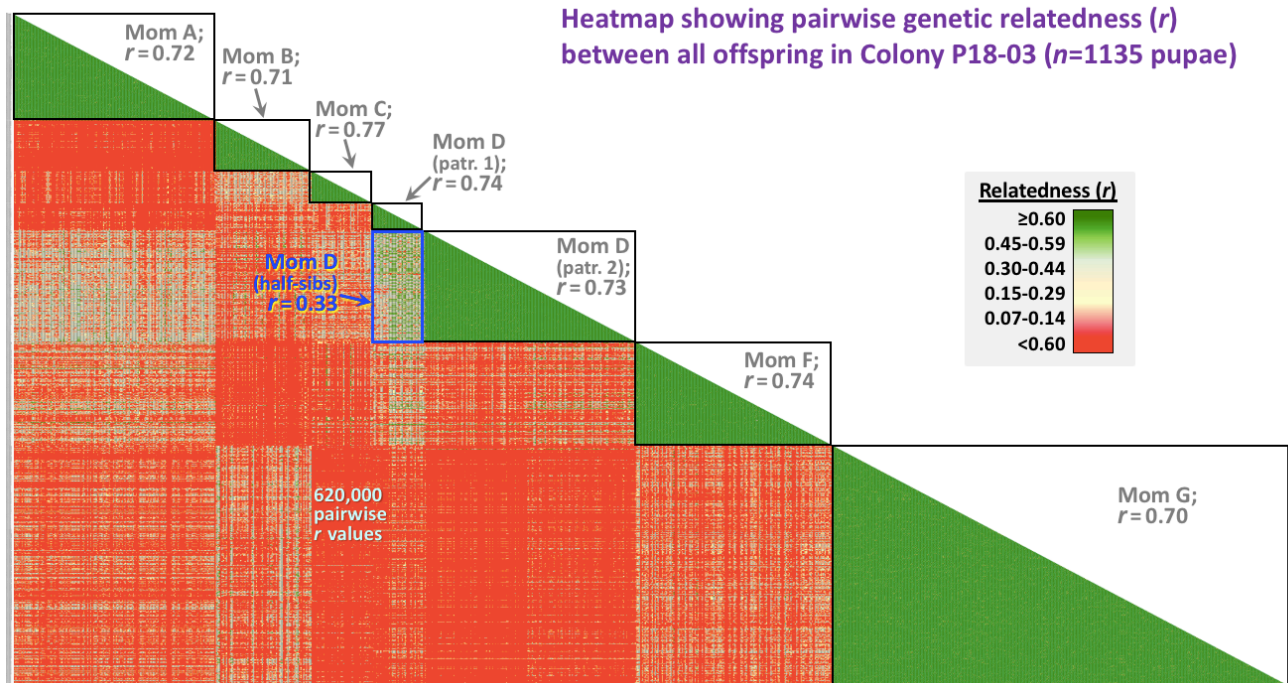 Heatmap showing pairwise genetic relatedness (r)
between all offspring in Colony P18-03 (n=1135 pupae)
Mom A;
r = 0.72
Mom B;
r = 0.71
Mom C;
r = 0.77
Mom D
(patr. 1);
r = 0.74
Mom D
(half-sibs)
r = 0.33
Mom D
(patr. 2);
r = 0.73
Mom F;
r = 0.74
Mom G;
r = 0.70
620,000
pairwise
r values
Relatedness (r)
≥0.60
0.45-0.59
0.30-0.44
0.15-0.29
0.07-0.14
<0.60